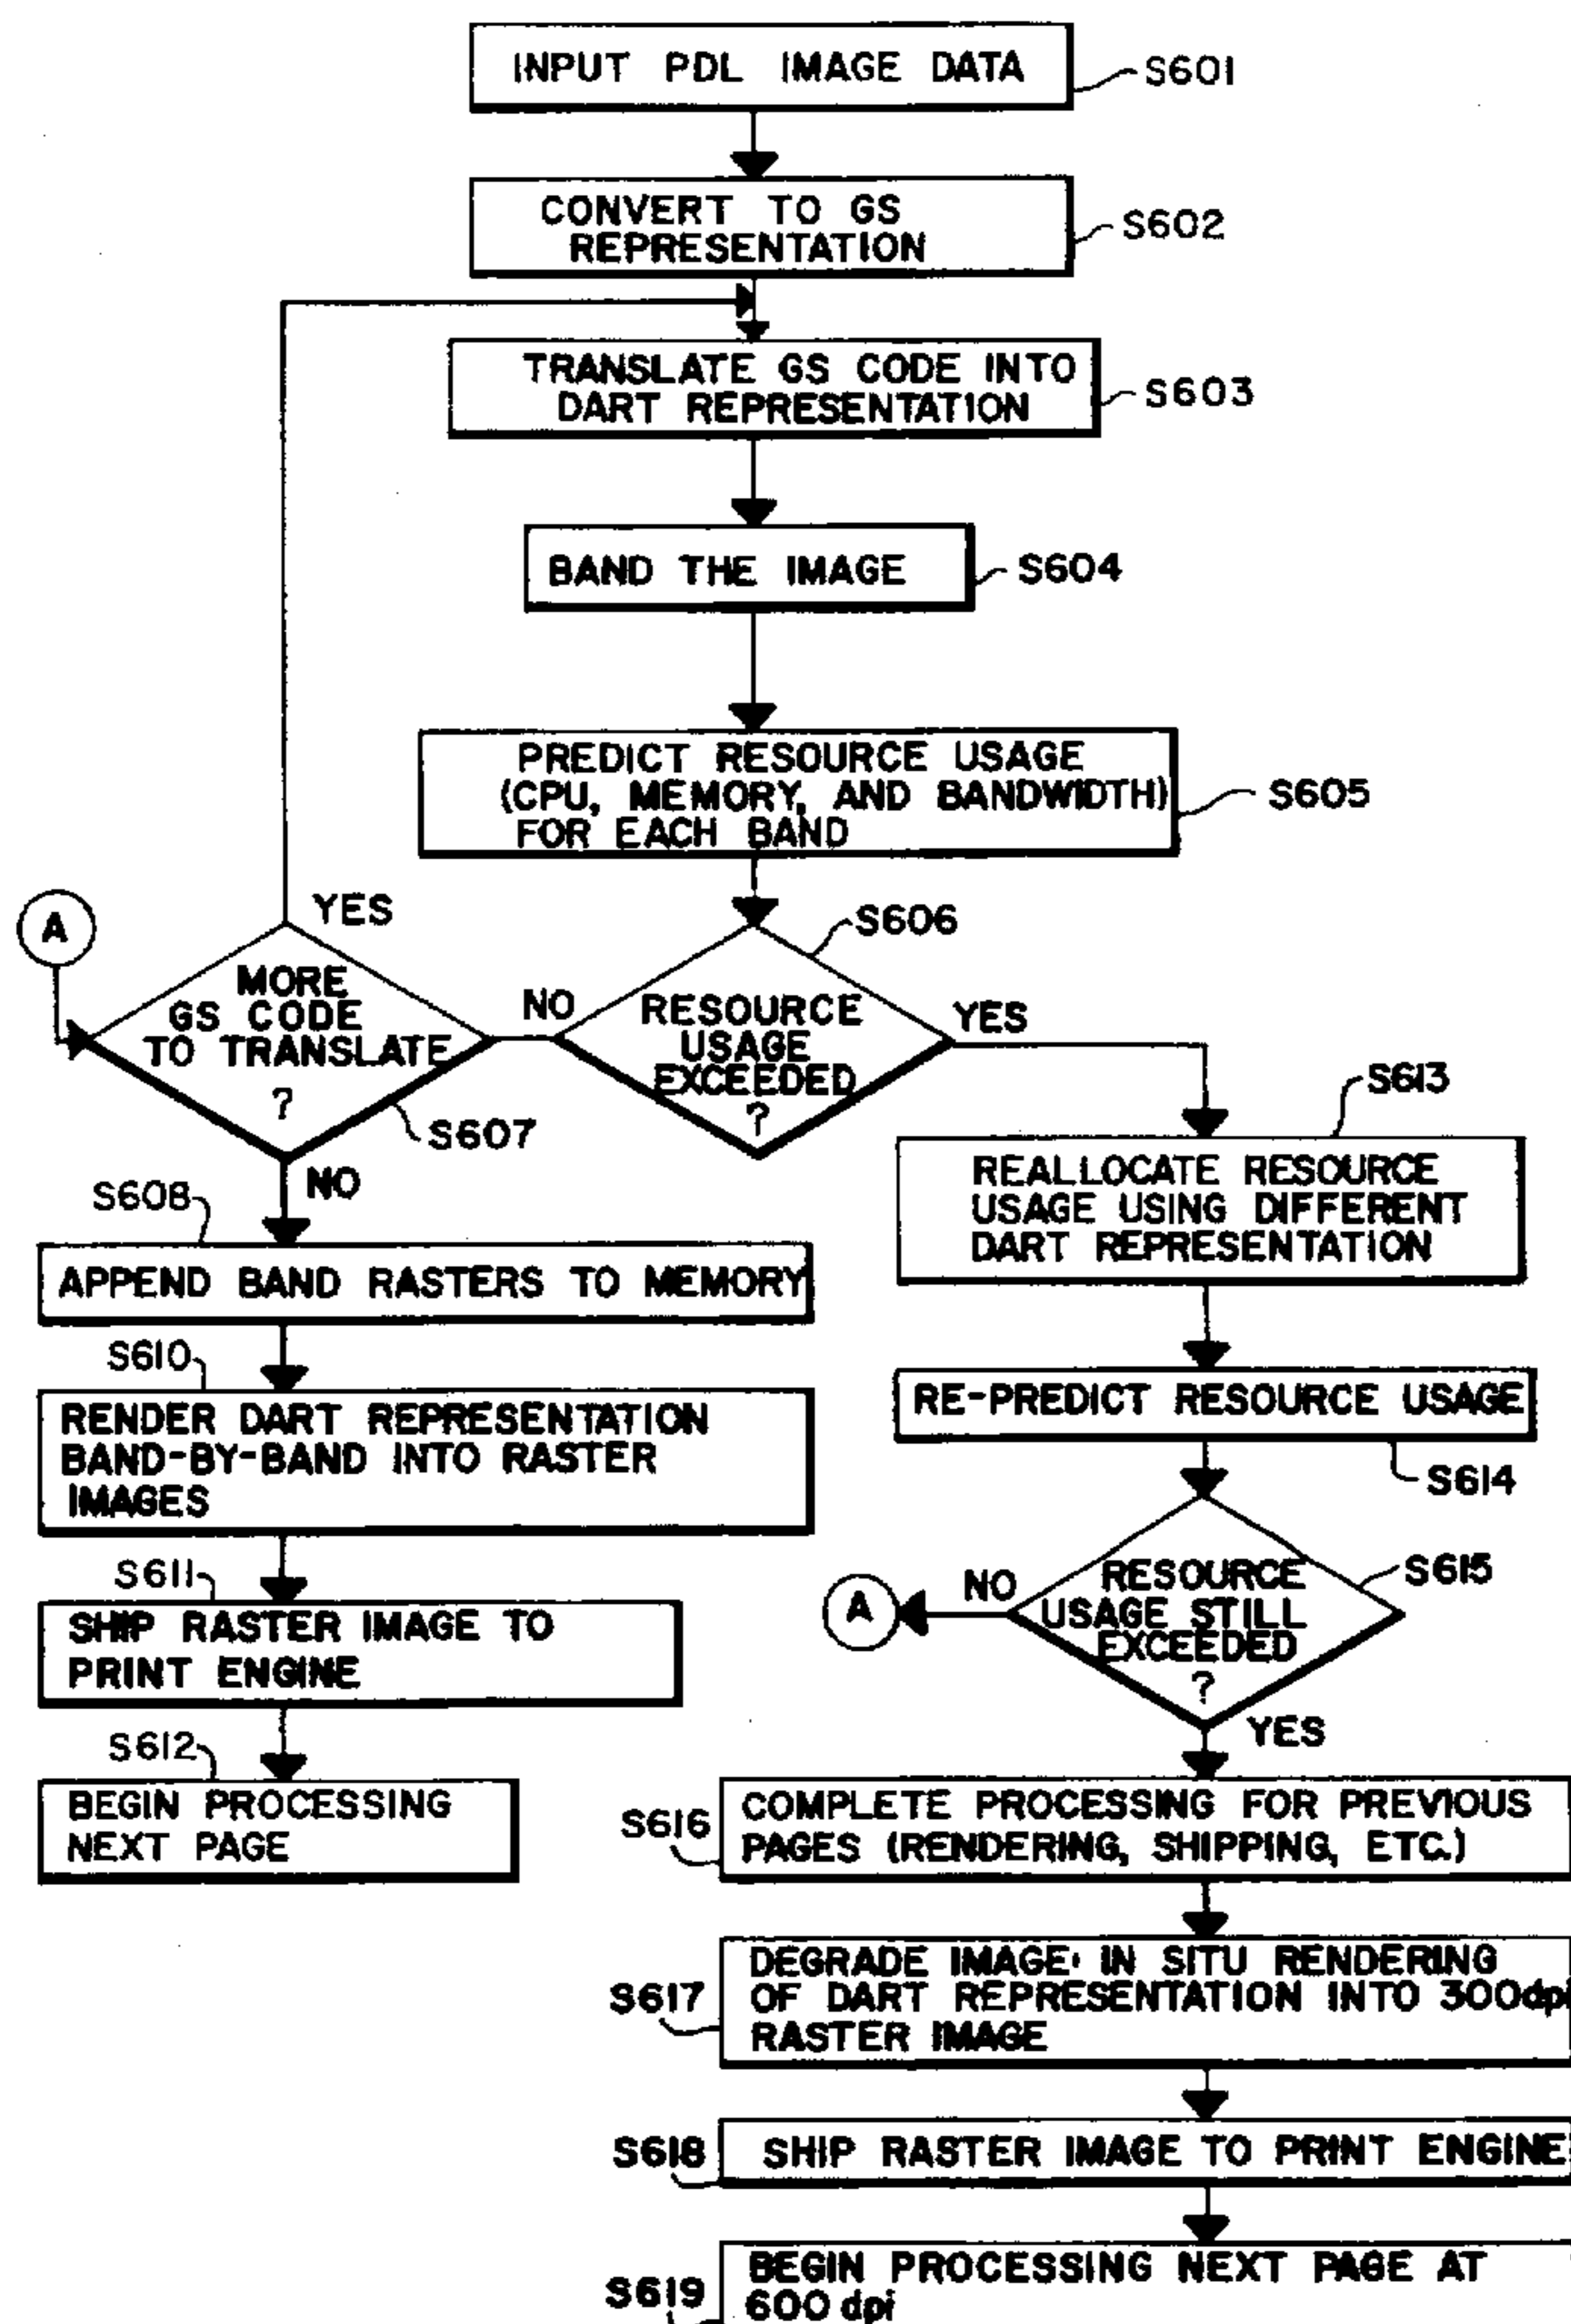 INPUT PDL IMAGE DATA
S601
CONVERT TO GS
REPRESENTATION
S602
TRANSLATE GS CODE INTO
DART REPRESENTATION
S603
BAND THE IMAGE
S604
PREDICT RESOURCE USAGE
(CPU, MEMORY, AND BANDWIDTH)
FOR EACH BAND
S605
A
YES
MORE
GS CODE
TO TRANSLATE
?
S607
NO
S606
RESOURCE
USAGE
EXCEEDED
?
YES
NO
S608
APPEND BAND RASTERS TO MEMORY
S610
RENDER DART REPRESENTATION
BAND-BY-BAND INTO RASTER
IMAGES
S611
SHIP RASTER IMAGE TO
PRINT ENGINE
S612
BEGIN PROCESSING
NEXT PAGE
S613
REALLOCATE RESOURCE
USAGE USING DIFFERENT
DART REPRESENTATION
RE-PREDICT RESOURCE USAGE
S614
A
NO
RESOURCE
USAGE STILL
EXCEEDED
?
S615
YES
S616
COMPLETE PROCESSING FOR PREVIOUS
PAGES (RENDERING, SHIPPING, ETC.)
S617
DEGRADE IMAGE: IN SITU RENDERING
OF DART REPRESENTATION INTO 300dpi
RASTER IMAGE
S618
SHIP RASTER IMAGE TO PRINT ENGINE
S619
BEGIN PROCESSING NEXT PAGE AT
600 dpi